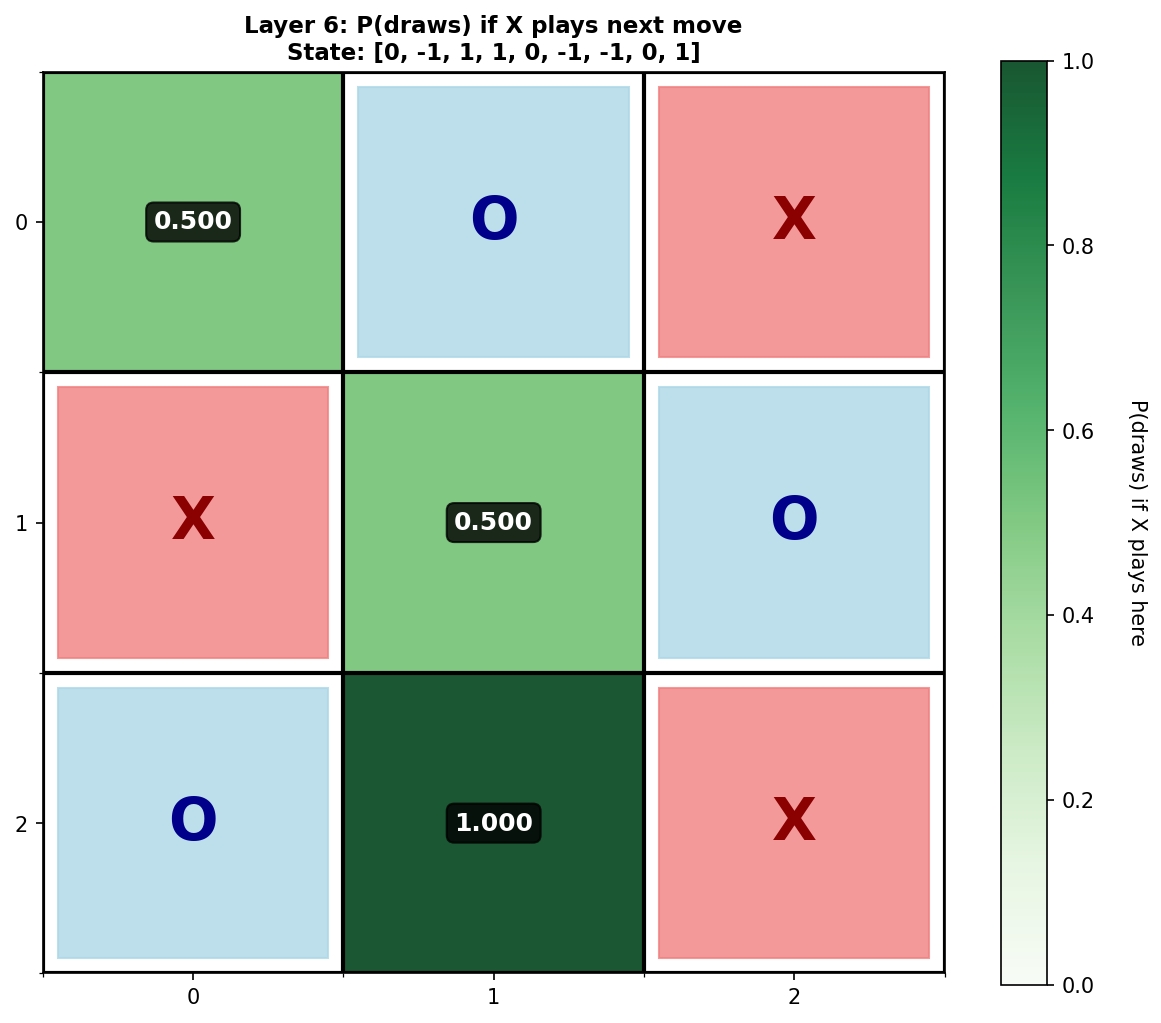 Layer 6: P(draws) if X plays next move
State: [0, -1, 1, 1, 0, -1, -1, 0, 1]
0
0.500
O
X
1
X
0.500
O
2
O
1.000
X
0
1
2
1.0
0.8
0.6
0.4
0.2
0.0
P(draws) if X plays here